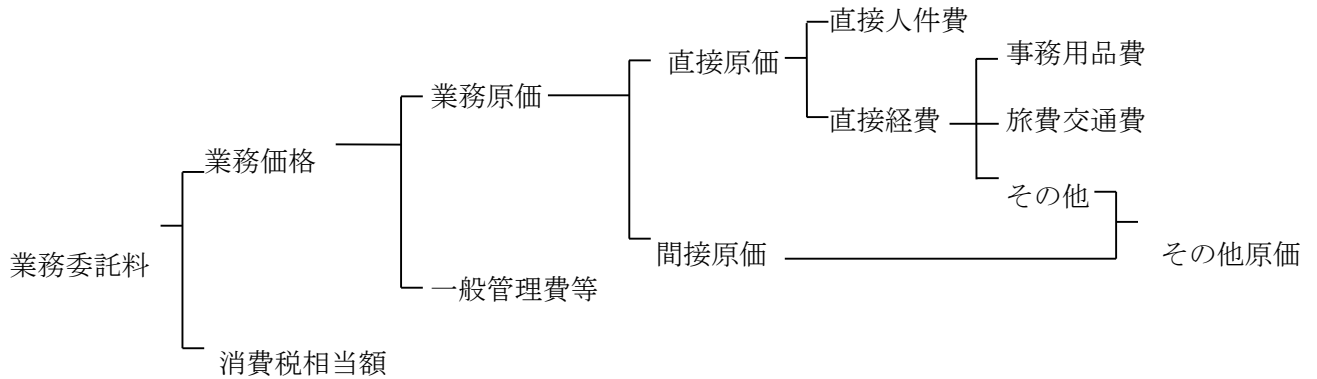 直接人件費
事務用品費
直接原価
業務原価
直接経費
旅費交通費
業務価格
その他
間接原価
その他原価
業務委託料
一般管理費等
消費税相当額